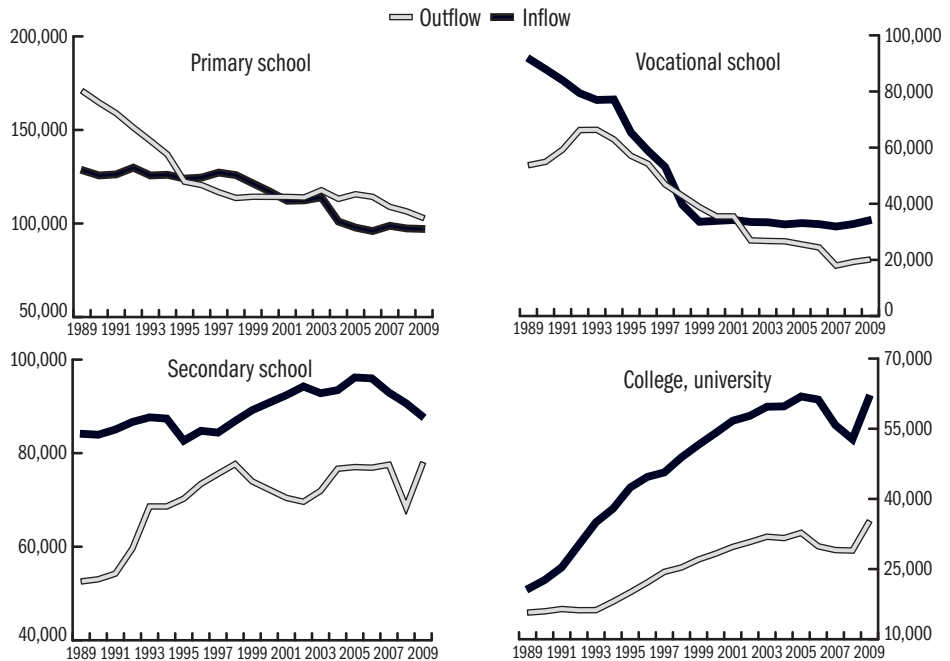 Outflow Inflow
Primary school
200,000
150,000
100,000
50,000
1989 1991 1993 1995 1997 1999 2001 2003 2005 2007 2009
Vocational school
100,000
80,000
60,000
40,000
20,000
0
1989 1991 1993 1995 1997 1999 2001 2003 2005 2007 2009
Secondary school
100,000
80,000
60,000
40,000
1989 1991 1993 1995 1997 1999 2001 2003 2005 2007 2009
College, university
70,000
55,000
40,000
25,000
10,000
1989 1991 1993 1995 1997 1999 2001 2003 2005 2007 2009